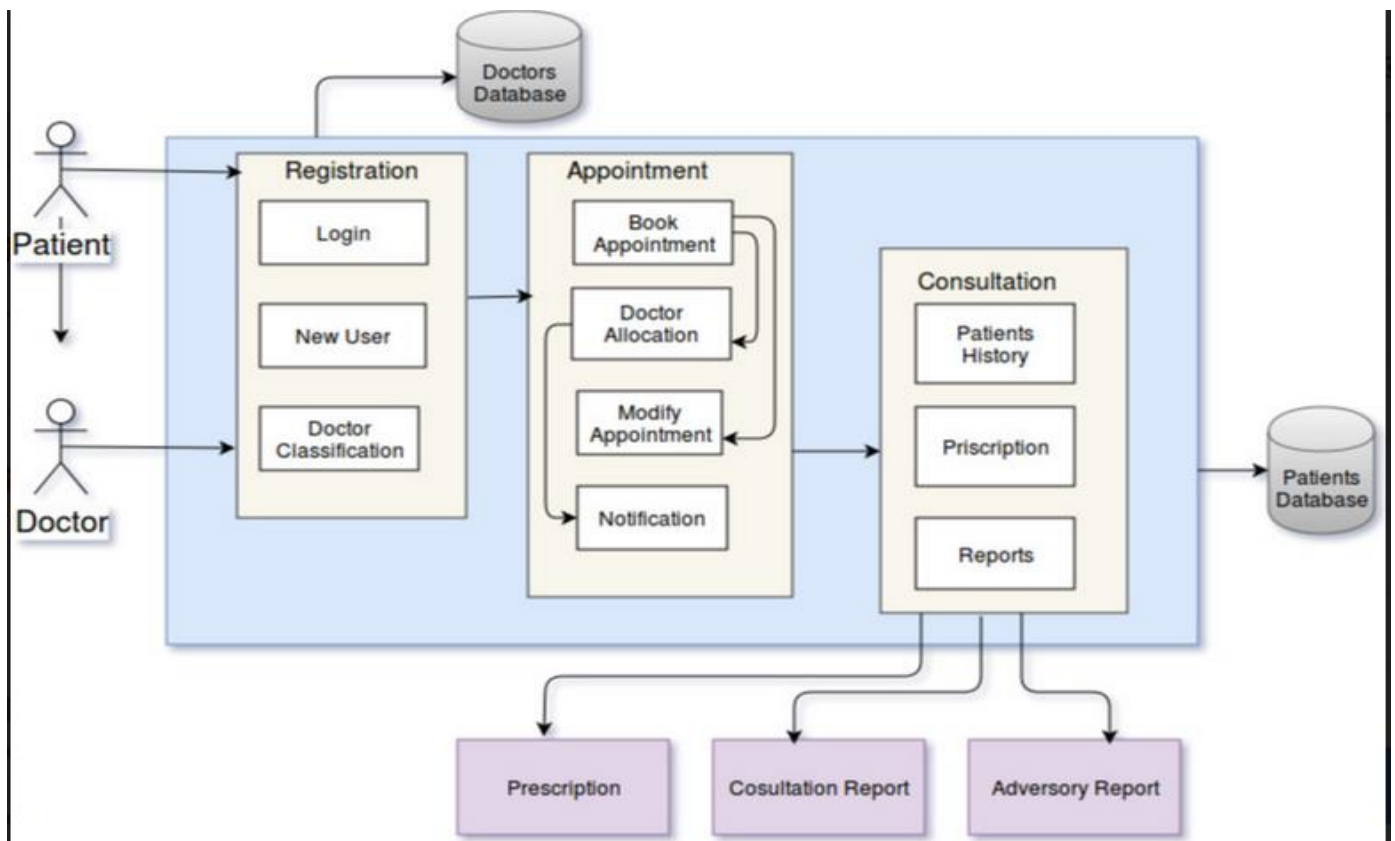 Doctors
Database
Patient
Registration
Login
New User
Doctor
Classification
Doctor
Appointment
Book
Appointment
Doctor
Allocation
Modify
Appointment
Notification
Consultation
Patients
History
Priscription
Reports
Patients
Database
Prescription
Cosultation Report
Adversory Report